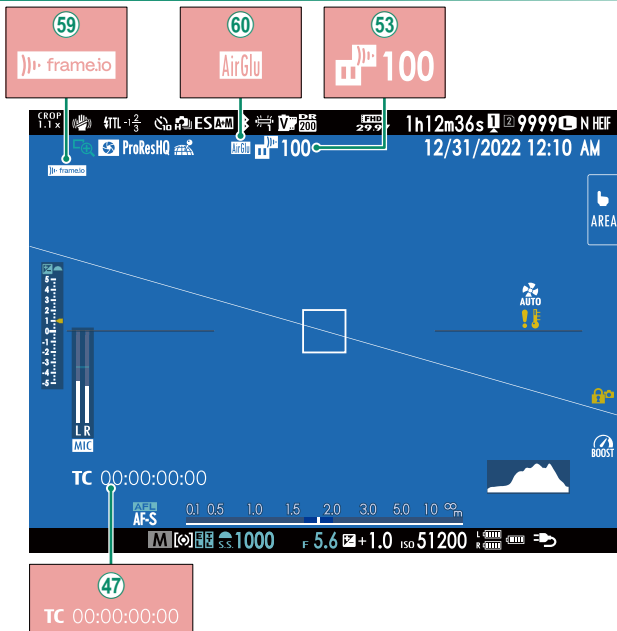 59 60 53
frame.io AirGlu 100
CROP 1.1 x TTL -1 2/3 10 H ES A+M V DR 200 FHD 29.97 1h12m36s 1 2 9999 L N HEIF
ProResHQ AirGlu 100 12/31/2022 12:10 AM
frame.io
AREA
AUTO
5
4
3
2
1
0
-1
-2
-3
-4
-5
L R
MIC
BOOST
TC 00:00:00:00
AFL
AF-S
0.1 0.5 1.0 1.5 2.0 3.0 5.0 10 ∞ m
M S.S. 1000 F 5.6 +1.0 ISO 51200 L R
47
TC 00:00:00:00